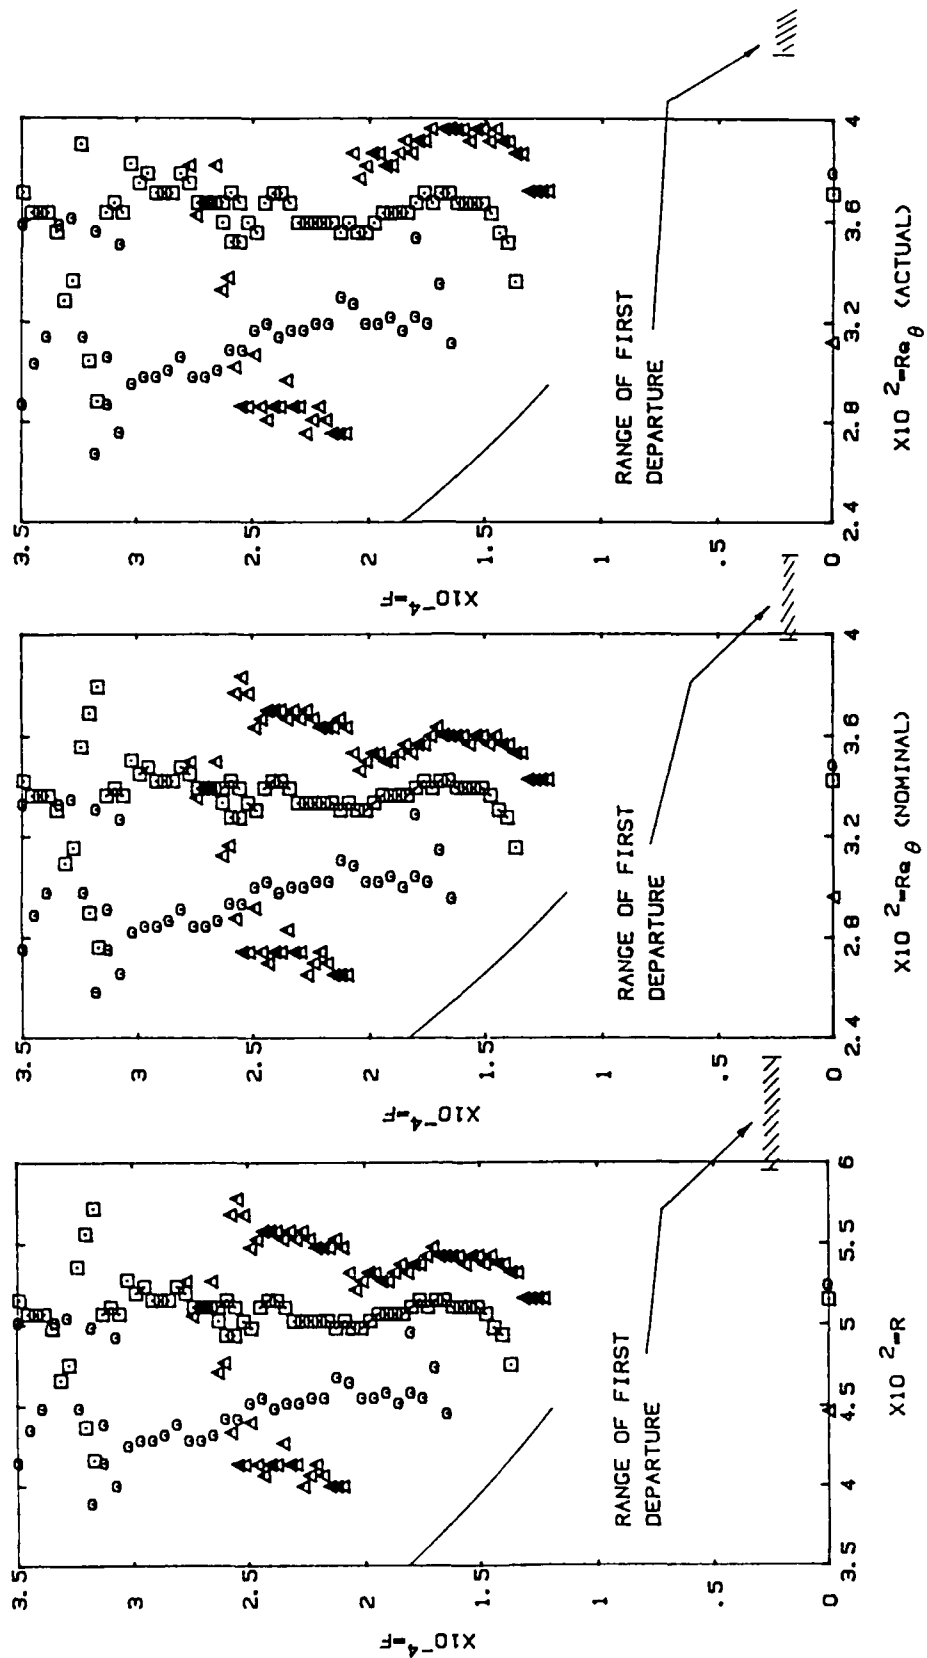 3.5
3
2.5
2
1.5
1
.5
0
X10⁻⁴=F
RANGE OF FIRST
DEPARTURE
3.5 4 4.5 5 5.5 6
X10 ²=R
3.5
3
2.5
2
1.5
1
.5
0
X10⁻⁴=F
RANGE OF FIRST
DEPARTURE
2.4 2.8 3.2 3.6 4
X10 ²=Re θ (NOMINAL)
3.5
3
2.5
2
1.5
1
.5
0
X10⁻⁴=F
RANGE OF FIRST
DEPARTURE
2.4 2.8 3.2 3.6 4
X10 ²=Re θ (ACTUAL)